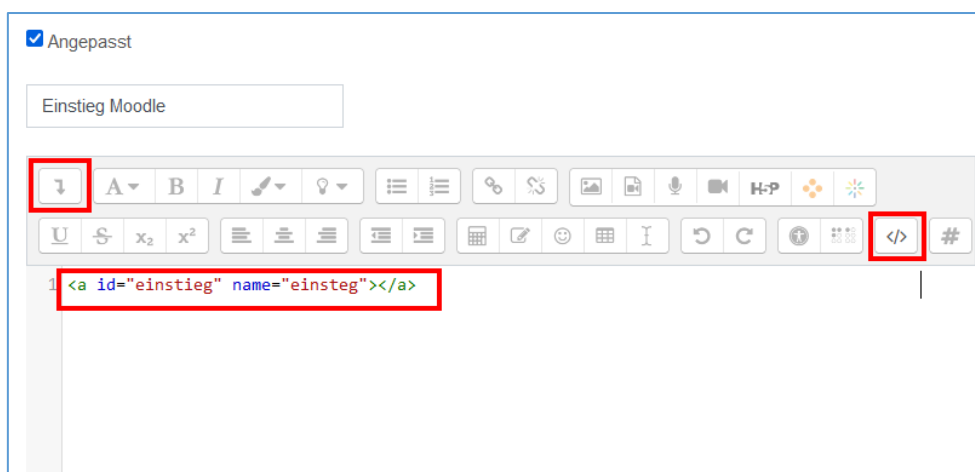 Angepasst
Einstieg Moodle
A B I H5P
U S x₂ x² </> #
1 <a id="einstieg" name="einsteg"></a>